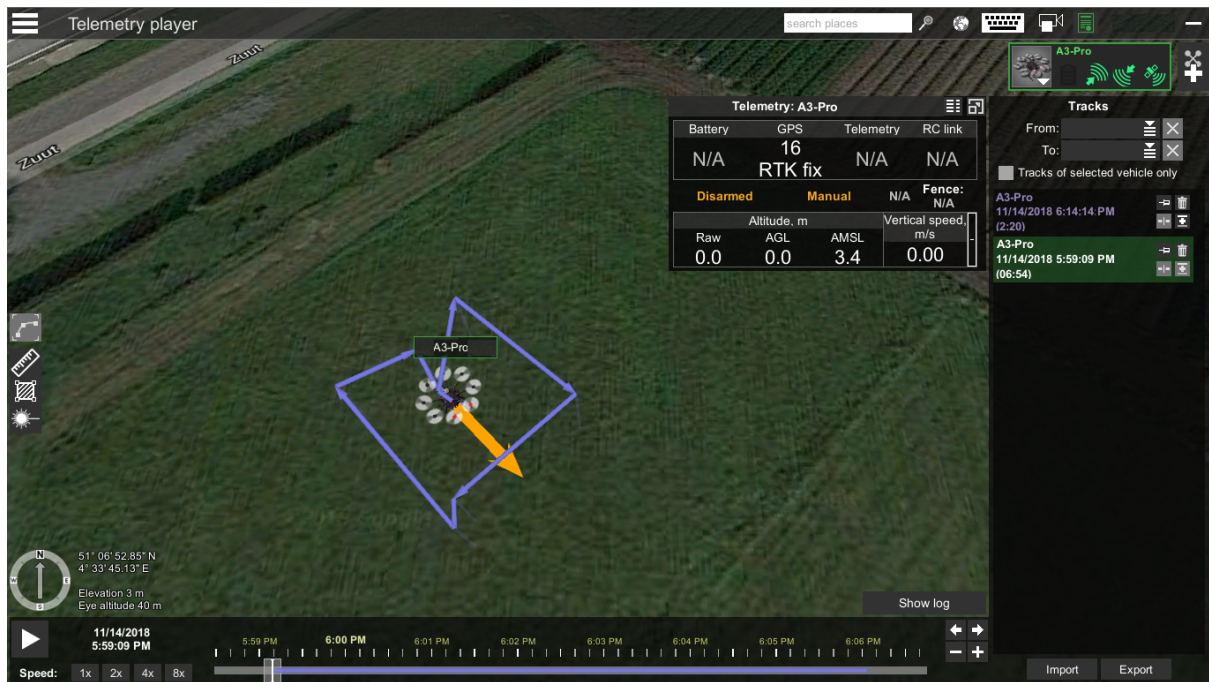 Telemetry player
search places
Zuut
Zuut
A3-Pro
Telemetry: A3-Pro
Battery GPS Telemetry RC link
N/A 16 RTK fix N/A N/A
Disarmed Manual N/A Fence: N/A
Altitude, m Vertical speed, m/s
Raw AGL AMSL
0.0 0.0 3.4 0.00
Tracks
From:
To:
Tracks of selected vehicle only
A3-Pro
11/14/2018 6:14:14 PM
(2:20)
A3-Pro
11/14/2018 5:59:09 PM
(06:54)
A3-Pro
N
W E
S
51° 06' 52.85" N
4° 33' 45.13" E
Elevation 3 m
Eye altitude 40 m
Show log
11/14/2018
5:59:09 PM
5:59 PM 6:00 PM 6:01 PM 6:02 PM 6:03 PM 6:04 PM 6:05 PM 6:06 PM
Speed: 1x 2x 4x 8x
Import Export